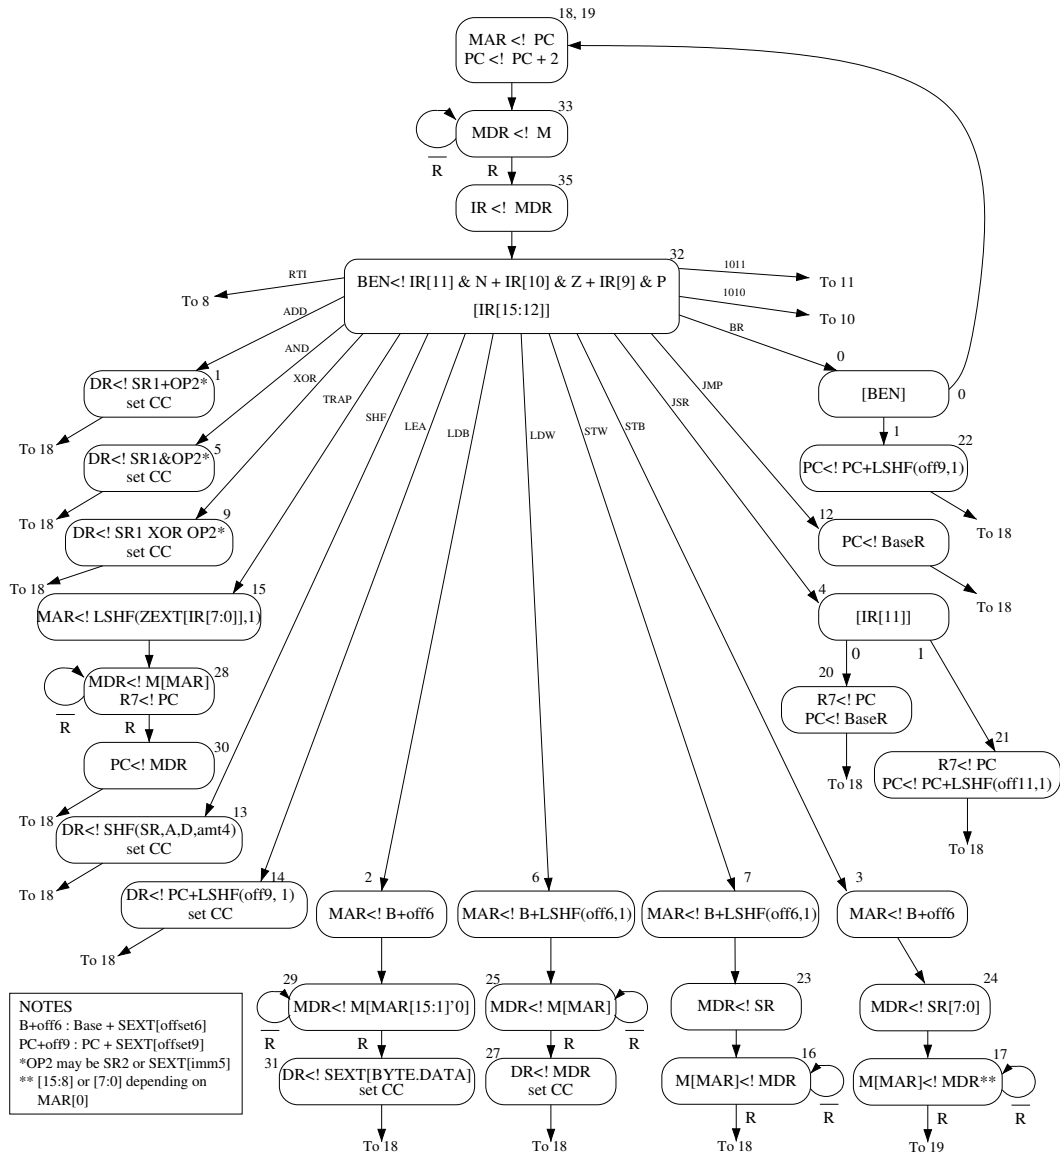 18, 19
MAR <! PC
PC <! PC + 2
33
MDR <! M
R
R
35
IR <! MDR
32
BEN<! IR[11] & N + IR[10] & Z + IR[9] & P
[IR[15:12]]
RTI
To 8
1011
To 11
1010
To 10
ADD
AND
XOR
TRAP
SHF
LEA
LDB
LDW
STW
STB
JSR
JMP
BR
1
DR<! SR1+OP2*
set CC
To 18
5
DR<! SR1&OP2*
set CC
To 18
9
DR<! SR1 XOR OP2*
set CC
To 18
15
MAR<! LSHF(ZEXT[IR[7:0]],1)
28
MDR<! M[MAR]
R7<! PC
R
R
30
PC<! MDR
To 18
13
DR<! SHF(SR,A,D,amt4)
set CC
To 18
14
DR<! PC+LSHF(off9, 1)
set CC
To 18
0
[BEN]
0
1
22
PC<! PC+LSHF(off9,1)
To 18
12
PC<! BaseR
To 18
4
[IR[11]]
0
1
20
R7<! PC
PC<! BaseR
To 18
21
R7<! PC
PC<! PC+LSHF(off11,1)
To 18
2
MAR<! B+off6
6
MAR<! B+LSHF(off6,1)
7
MAR<! B+LSHF(off6,1)
3
MAR<! B+off6
29
MDR<! M[MAR[15:1]'0]
R
R
25
MDR<! M[MAR]
R
R
23
MDR<! SR
24
MDR<! SR[7:0]
31
DR<! SEXT[BYTE.DATA]
set CC
To 18
27
DR<! MDR
set CC
To 18
16
M[MAR]<! MDR
R
R
To 18
17
M[MAR]<! MDR**
R
R
To 19
NOTES
B+off6 : Base + SEXT[offset6]
PC+off9 : PC + SEXT[offset9]
*OP2 may be SR2 or SEXT[imm5]
** [15:8] or [7:0] depending on
MAR[0]